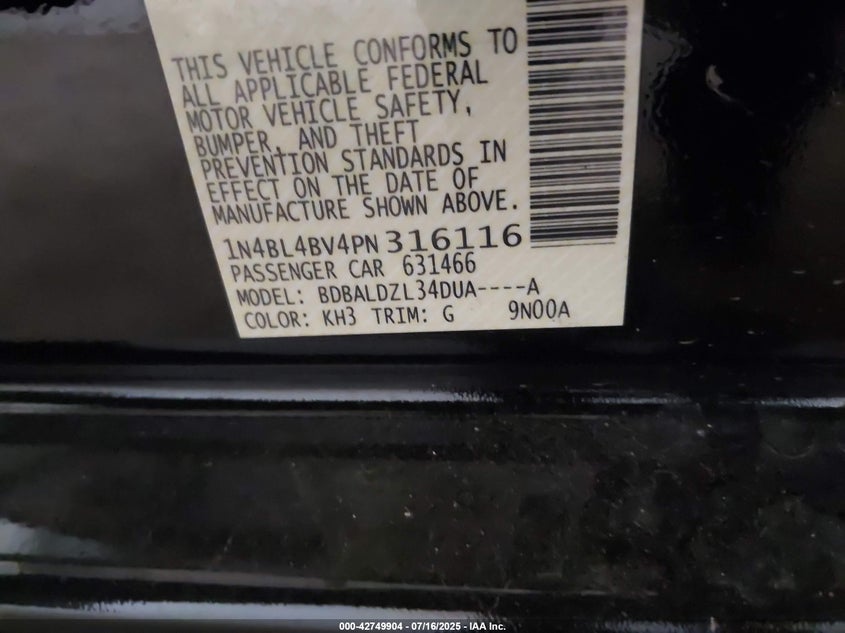 THIS VEHICLE CONFORMS TO
ALL APPLICABLE FEDERAL
MOTOR VEHICLE SAFETY,
BUMPER, AND THEFT
PREVENTION STANDARDS IN
EFFECT ON THE DATE OF
MANUFACTURE SHOWN ABOVE.
1N4BL4BV4PN316116
PASSENGER CAR 631466
MODEL: BDBALDZL34DUA----A
COLOR: KH3 TRIM: G 9N00A
000-42749904 - 07/16/2025 - IAA Inc.